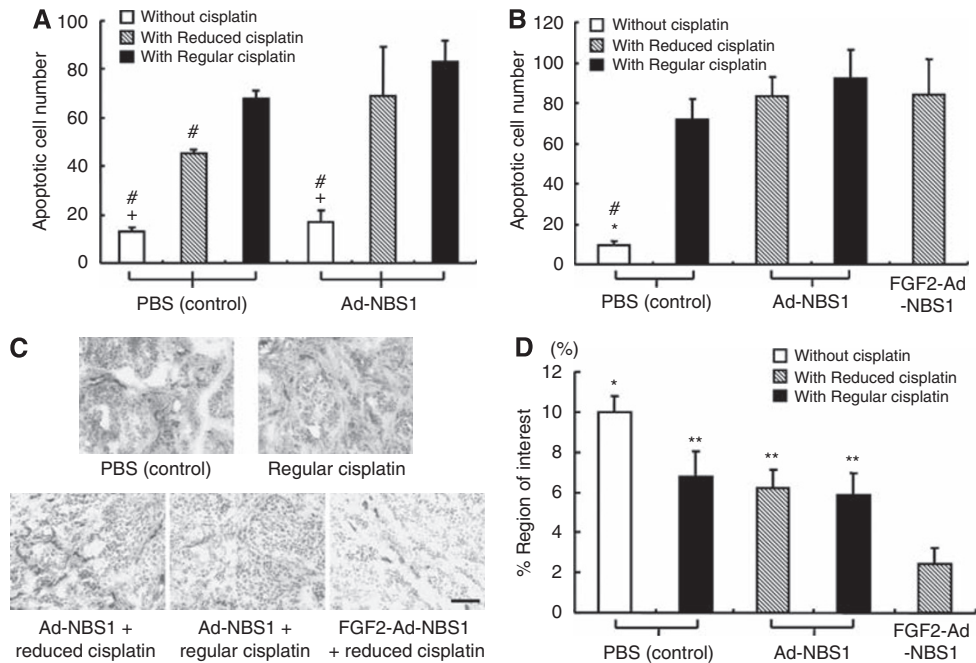 A
100
80
60
40
20
0
Apoptotic cell number
Without cisplatin
With Reduced cisplatin
With Regular cisplatin
#
+
#
#
+
PBS (control)
Ad-NBS1
B
120
100
80
60
40
20
0
Apoptotic cell number
Without cisplatin
With Reduced cisplatin
With Regular cisplatin
#
*
PBS (control)
Ad-NBS1
FGF2-Ad
-NBS1
C
PBS (control)
Regular cisplatin
Ad-NBS1 +
reduced cisplatin
Ad-NBS1 +
regular cisplatin
FGF2-Ad-NBS1
+ reduced cisplatin
D
(%)
12
10
8
6
4
2
0
% Region of interest
Without cisplatin
With Reduced cisplatin
With Regular cisplatin
*
**
**
**
PBS (control)
Ad-NBS1
FGF2-Ad
-NBS1